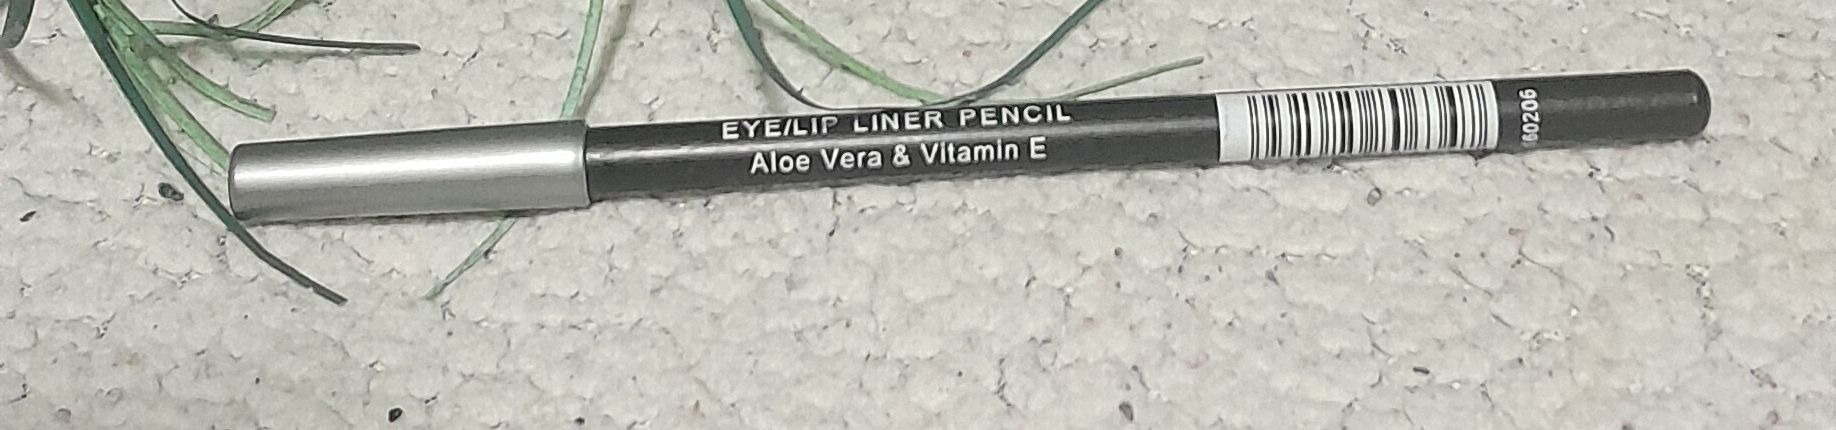 EYE/LIP LINER PENCIL
Aloe Vera & Vitamin E
60206